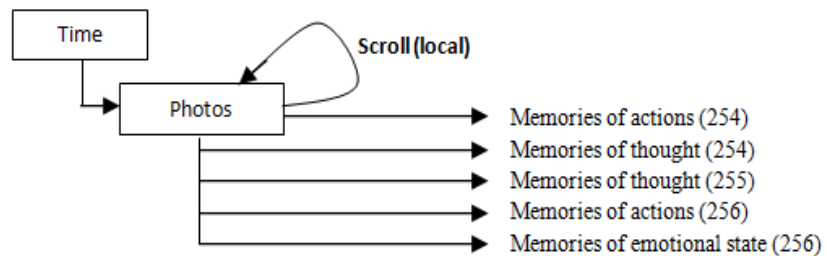 Time
Scroll (local)
Photos
Memories of actions (254)
Memories of thought (254)
Memories of thought (255)
Memories of actions (256)
Memories of emotional state (256)